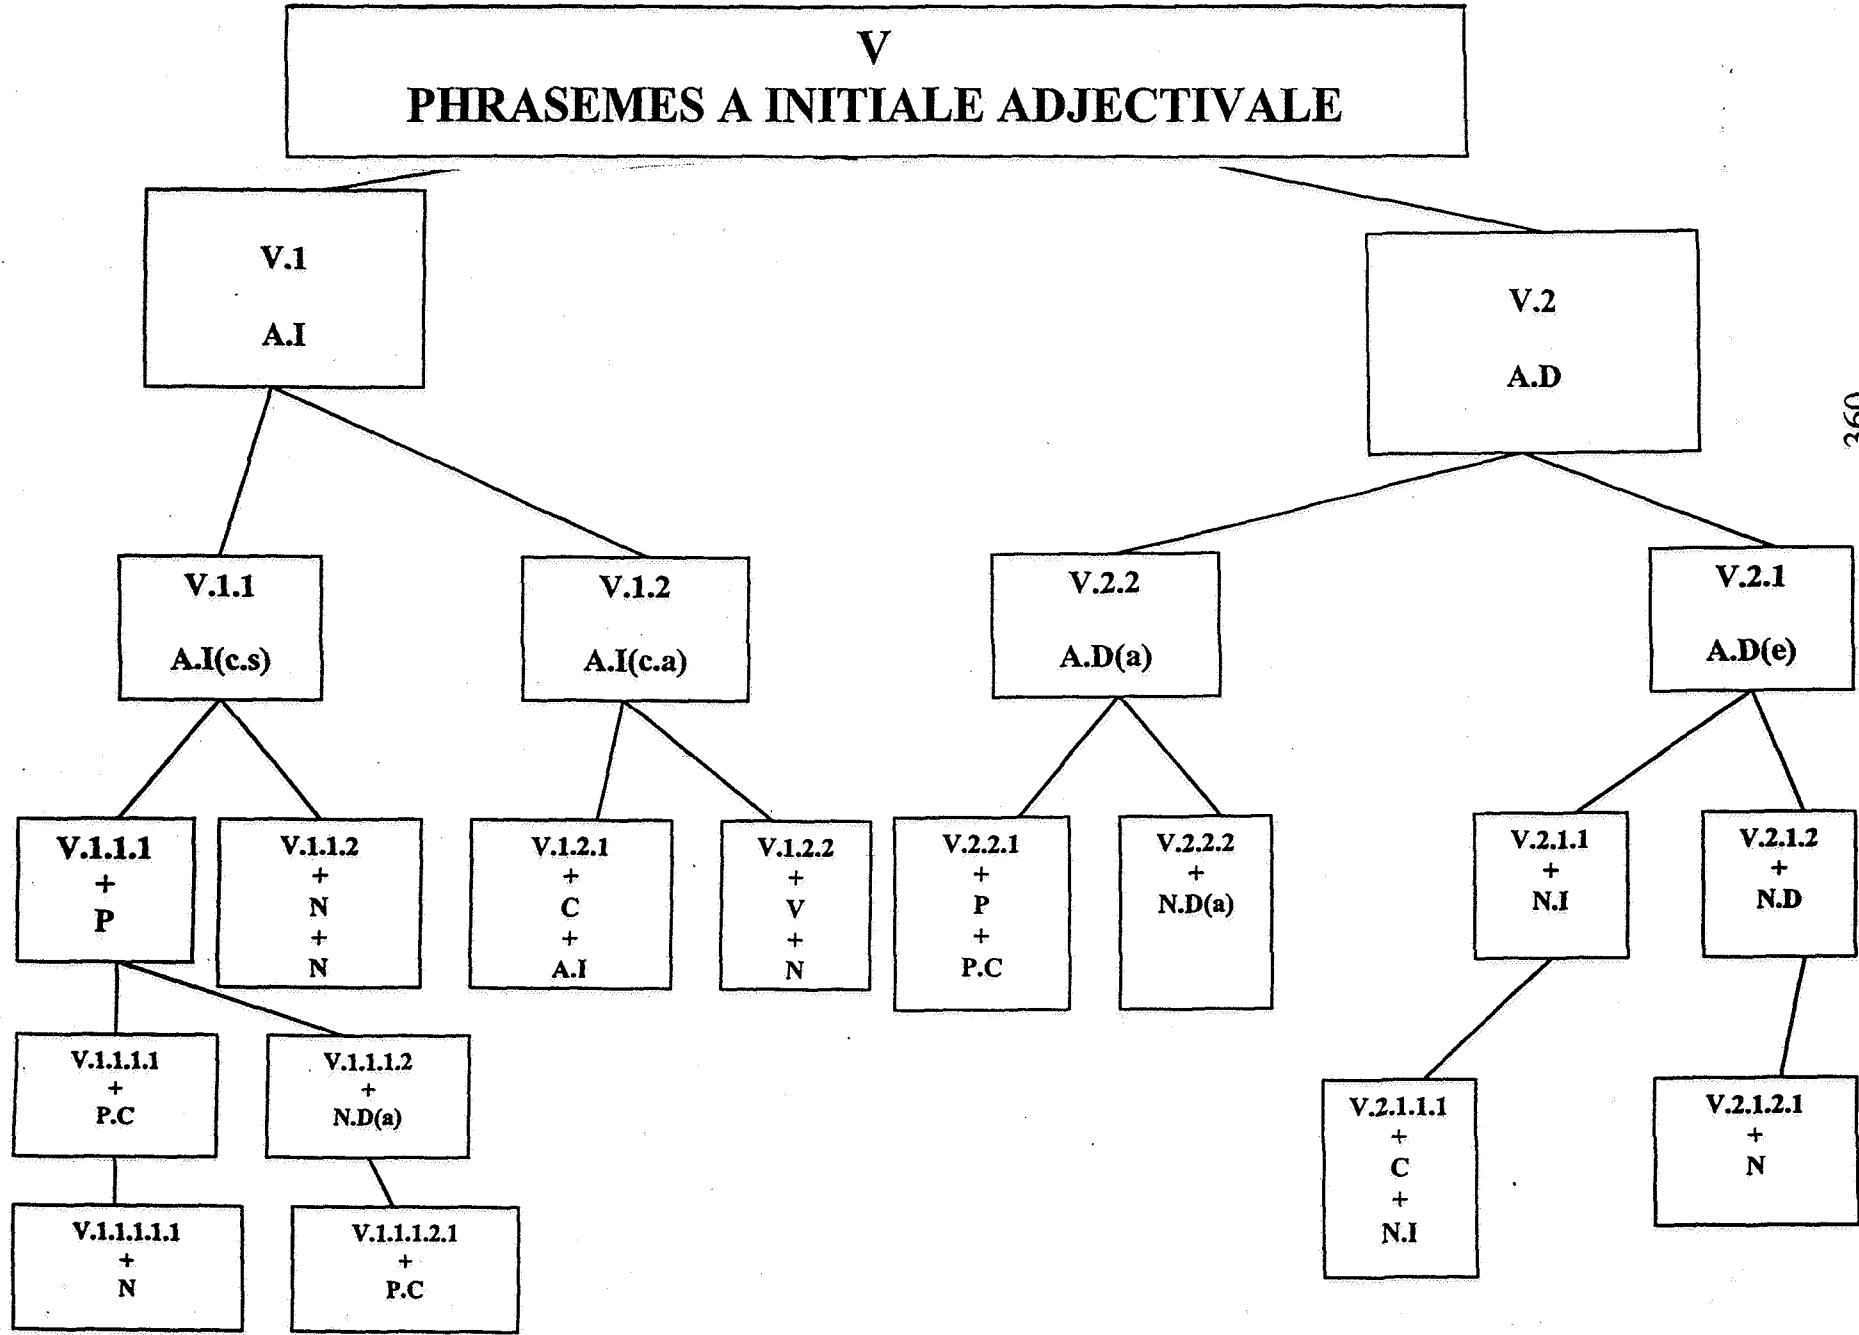 V
PHRASEMES A INITIALE ADJECTIVALE
V.1
A.I
V.2
A.D
360
V.1.1
A.I(c.s)
V.1.2
A.I(c.a)
V.2.2
A.D(a)
V.2.1
A.D(e)
V.1.1.1
+
P
V.1.1.2
+
N
+
N
V.1.2.1
+
C
+
A.I
V.1.2.2
+
V
+
N
V.2.2.1
+
P
+
P.C
V.2.2.2
+
N.D(a)
V.2.1.1
+
N.I
V.2.1.2
+
N.D
V.1.1.1.1
+
P.C
V.1.1.1.2
+
N.D(a)
V.2.1.1.1
+
C
+
N.I
V.2.1.2.1
+
N
V.1.1.1.1.1
+
N
V.1.1.1.2.1
+
P.C